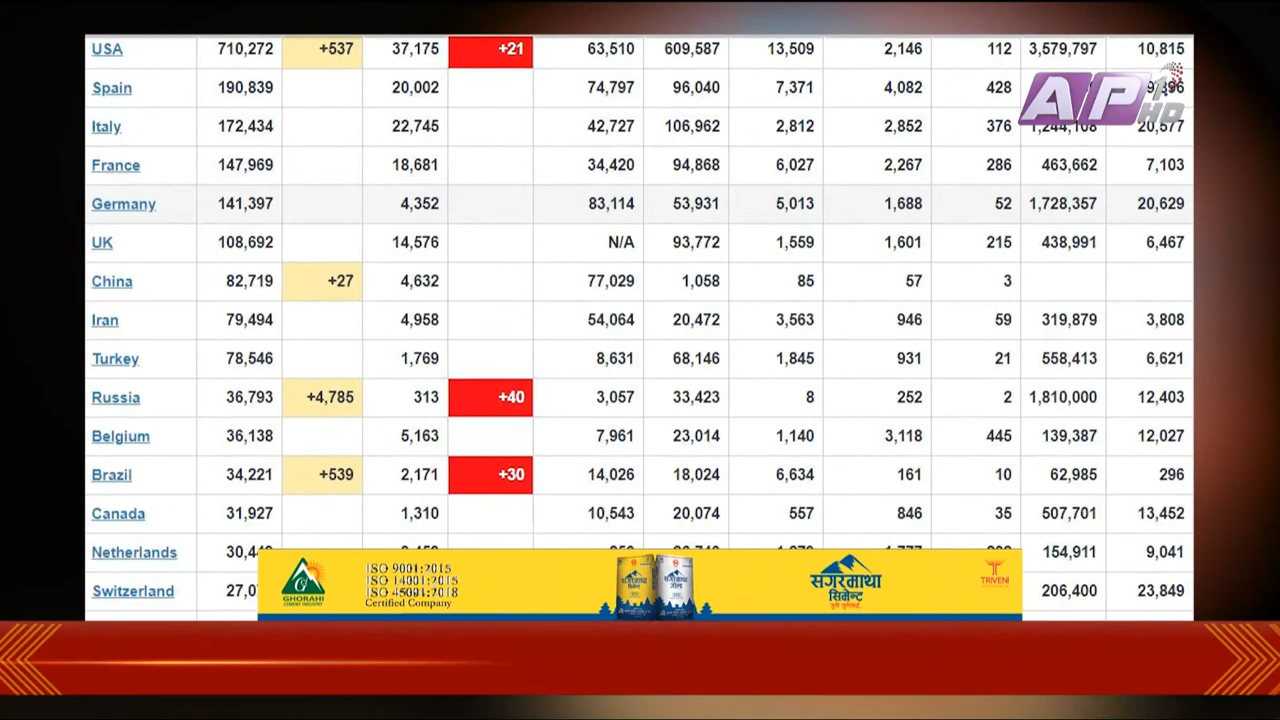 USA 710,272 +537 37,175 +21 63,510 609,587 13,509 2,146 112 3,579,797 10,815
Spain 190,839 20,002 74,797 96,040 7,371 4,082 428
Italy 172,434 22,745 42,727 106,962 2,812 2,852 376 20,577
France 147,969 18,681 34,420 94,868 6,027 2,267 286 463,662 7,103
Germany 141,397 4,352 83,114 53,931 5,013 1,688 52 1,728,357 20,629
UK 108,692 14,576 N/A 93,772 1,559 1,601 215 438,991 6,467
China 82,719 +27 4,632 77,029 1,058 85 57 3
Iran 79,494 4,958 54,064 20,472 3,563 946 59 319,879 3,808
Turkey 78,546 1,769 8,631 68,146 1,845 931 21 558,413 6,621
Russia 36,793 +4,785 313 +40 3,057 33,423 8 252 2 1,810,000 12,403
Belgium 36,138 5,163 7,961 23,014 1,140 3,118 445 139,387 12,027
Brazil 34,221 +539 2,171 +30 14,026 18,024 6,634 161 10 62,985 296
Canada 31,927 1,310 10,543 20,074 557 846 35 507,701 13,452
Netherlands 154,911 9,041
Switzerland 206,400 23,849
AP1 HD
GHORAHI
CEMENT INDUSTRY
ISO 9001:2015
ISO 14001:2015
ISO 45001:2018
Certified Company
सगरमाथा
सिमेन्ट
TRIVENI